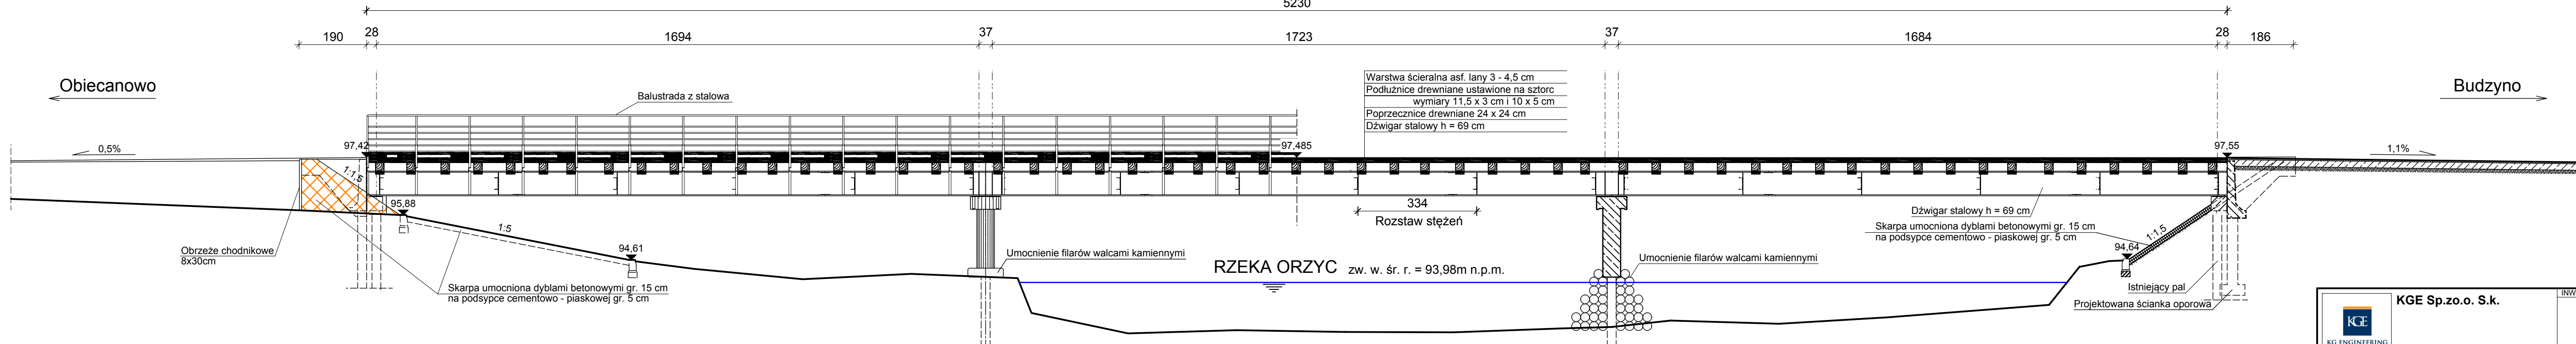 5230
190
28
1694
37
1723
37
1684
28
186
Obiecanowo
Budzyno
Balustrada z stalowa
Warstwa ścieralna asf. lany 3 - 4,5 cm
Podłużnice drewniane ustawione na sztorc
wymiary 11,5 x 3 cm i 10 x 5 cm
Poprzecznice drewniane 24 x 24 cm
Dźwigar stalowy h = 69 cm
0,5%
97,42
97,485
97,55
1,1%
1:1,5
95,88
1:5
94,61
334
Rozstaw stężeń
Dźwigar stalowy h = 69 cm
Skarpa umocniona dyblami betonowymi gr. 15 cm
na podsypce cementowo - piaskowej gr. 5 cm
1:1,5
94,64
Obrzeże chodnikowe
8x30cm
Umocnienie filarów walcami kamiennymi
RZEKA ORZYC zw. w. śr. r. = 93,98m n.p.m.
Umocnienie filarów walcami kamiennymi
Skarpa umocniona dyblami betonowymi gr. 15 cm
na podsypce cementowo - piaskowej gr. 5 cm
Istniejący pal
Projektowana ścianka oporowa
KGE Sp.zo.o. S.k.
INW
KGE
KG ENGINEERING